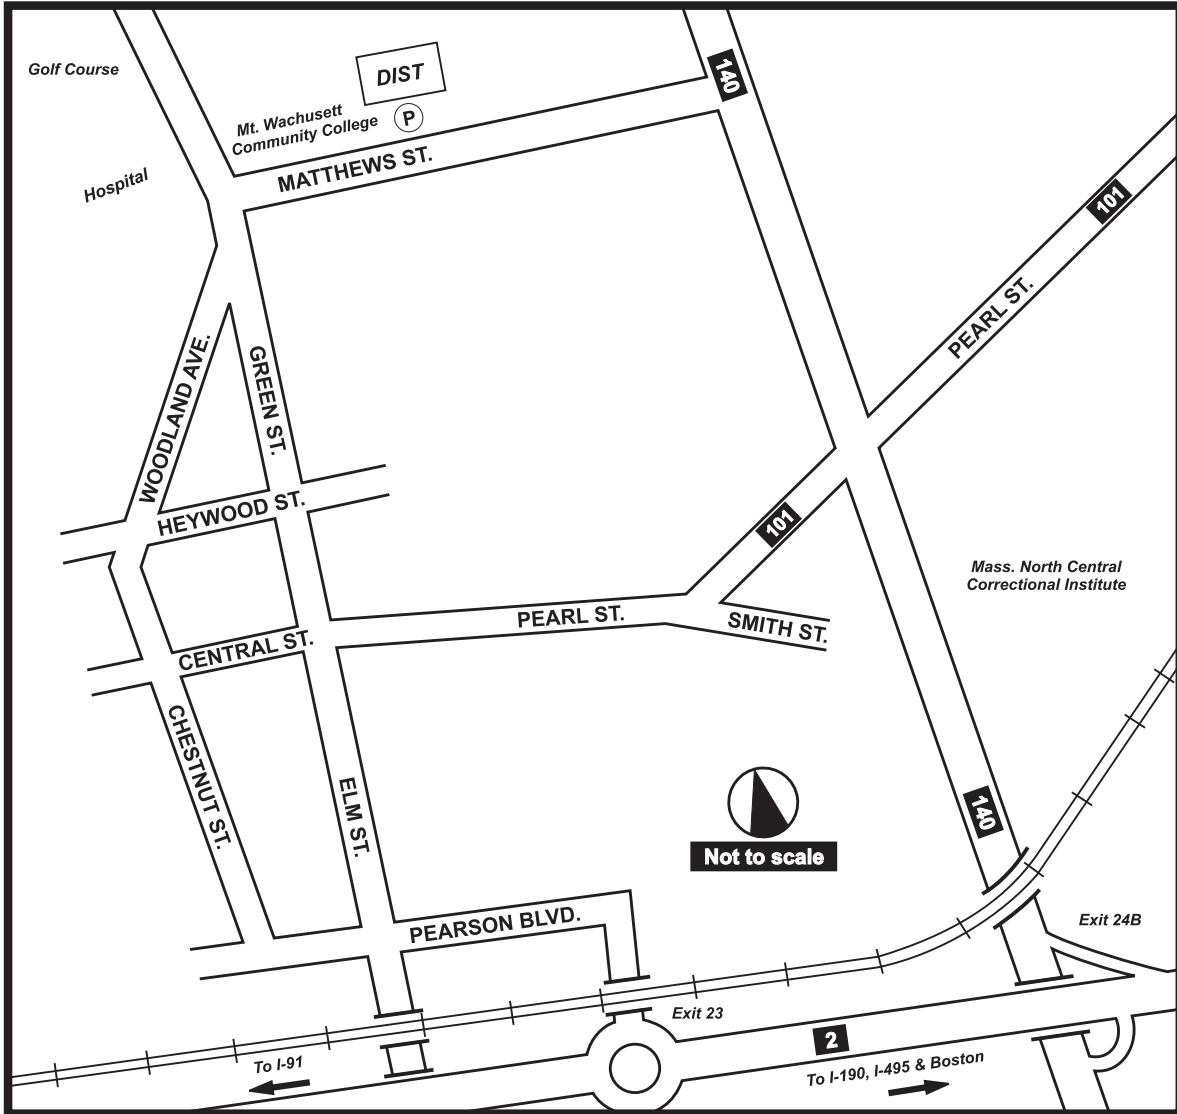 Golf Course
DIST
140
Mt. Wachusett
Community College
P
MATTHEWS ST.
Hospital
101
PEARL ST.
WOODLAND AVE.
GREEN ST.
HEYWOOD ST.
101
Mass. North Central
Correctional Institute
PEARL ST.
SMITH ST.
CENTRAL ST.
CHESTNUT ST.
ELM ST.
140
Not to scale
PEARSON BLVD.
Exit 24B
Exit 23
2
To I-91
To I-190, I-495 & Boston